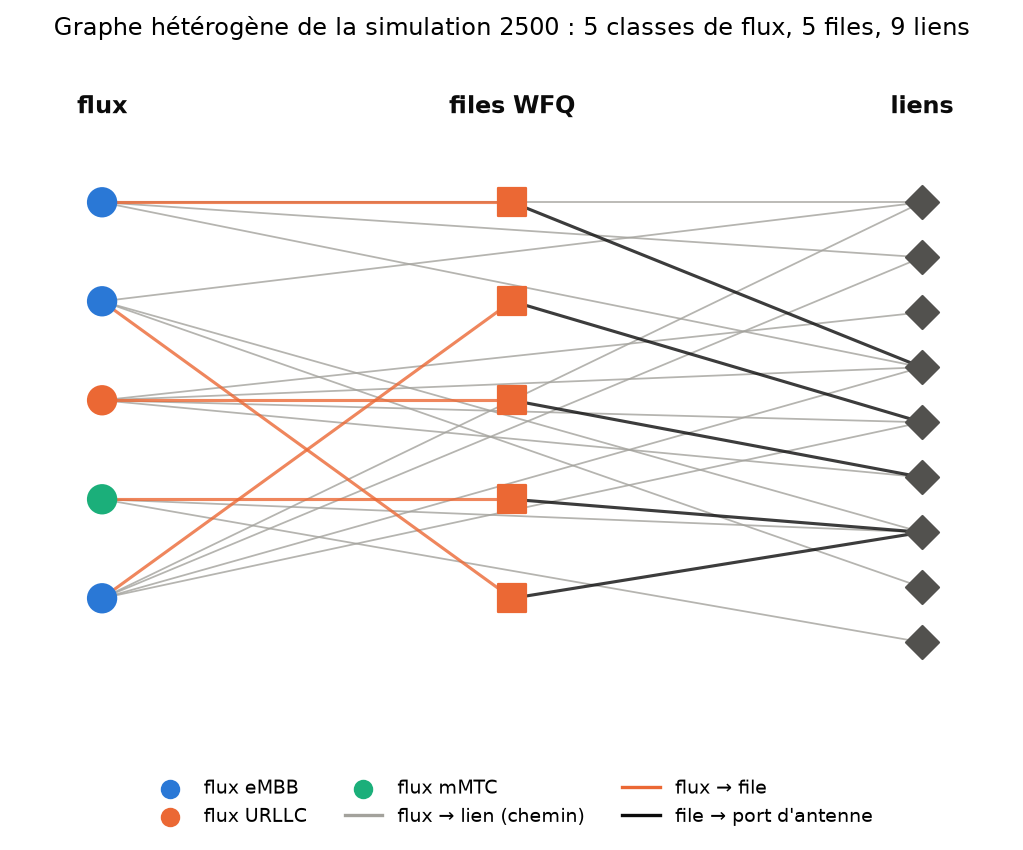 Graphe hétérogène de la simulation 2500 : 5 classes de flux, 5 files, 9 liens
flux
files WFQ
liens
flux eMBB
flux URLLC
flux mMTC
flux → lien (chemin)
flux → file
file → port d'antenne